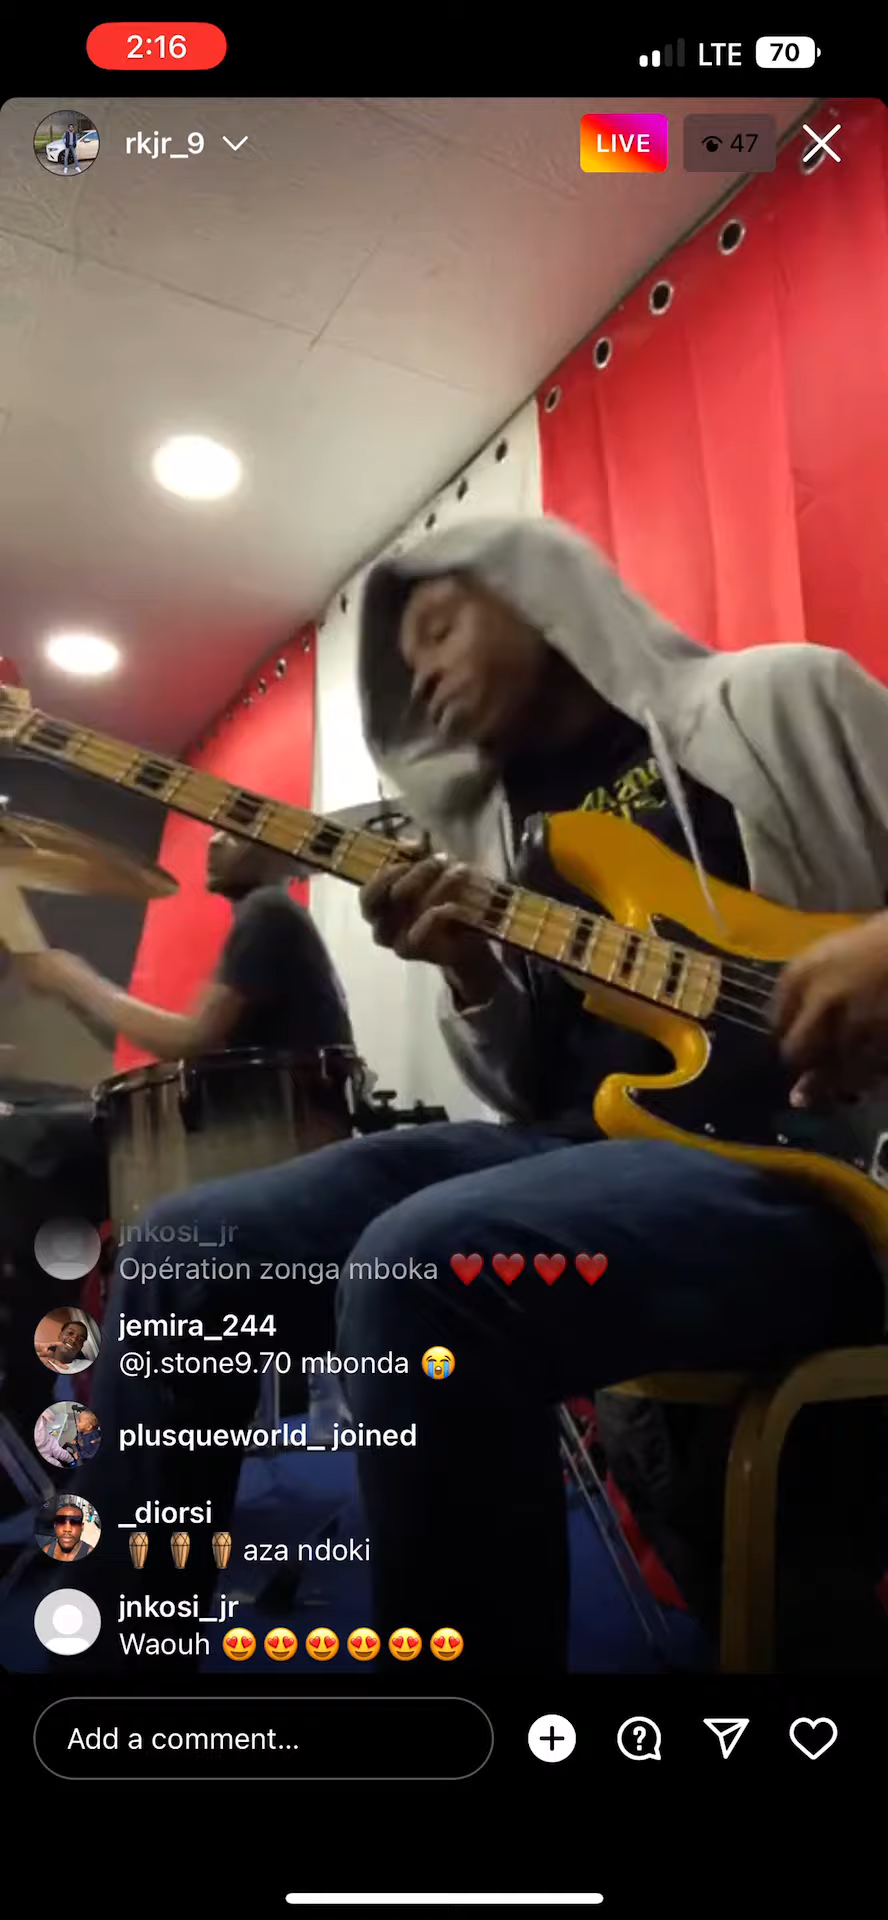 2:16
LTE 70
rkjr_9
LIVE
47
jnkosi_jr
Opération zonga mboka ❤️❤️❤️❤️
jemira_244
@j.stone9.70 mbonda 😭
plusqueworld_ joined
_diorsi
🪘🪘🪘 aza ndoki
jnkosi_jr
Waouh 😍😍😍😍😍😍
Add a comment...